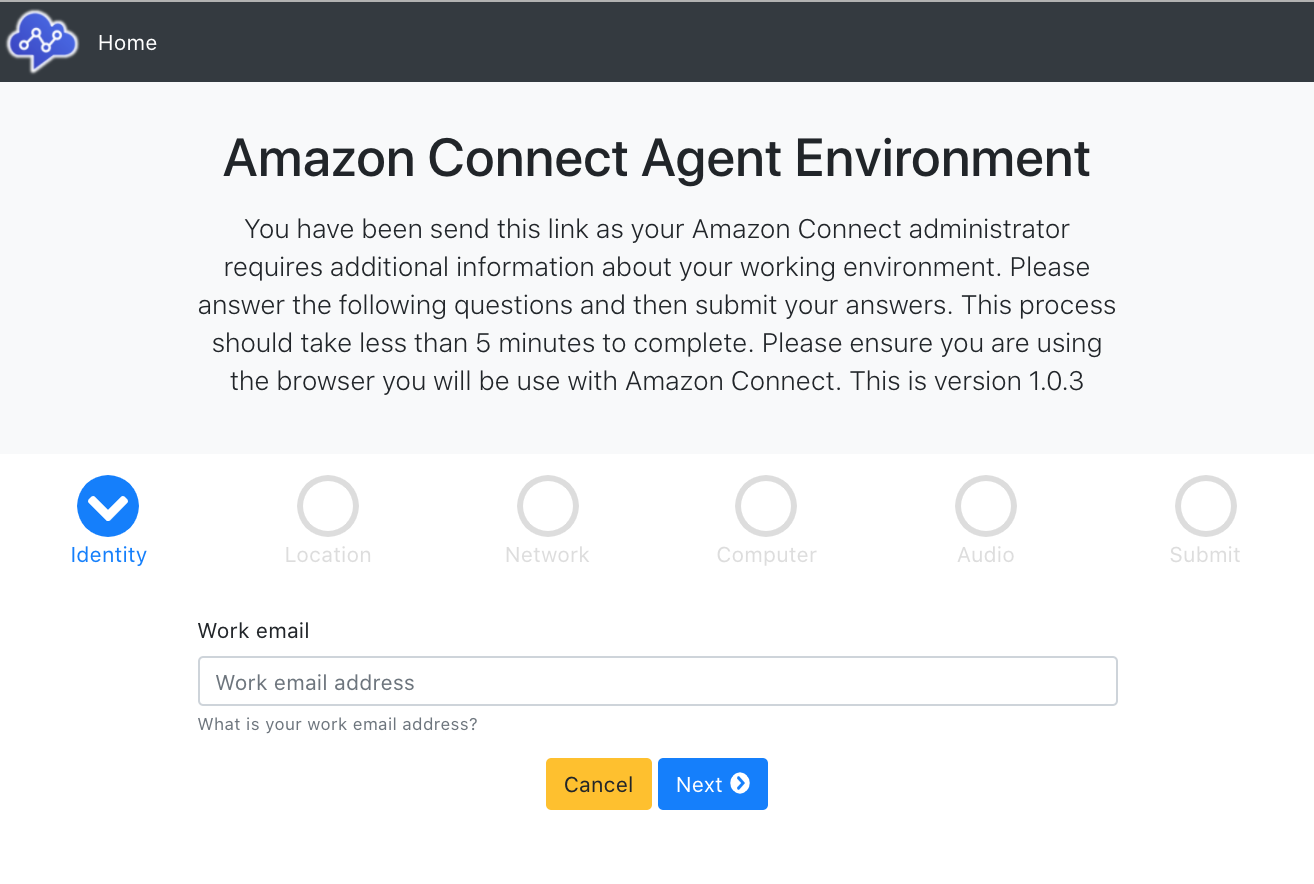 Home
Amazon Connect Agent Environment
You have been send this link as your Amazon Connect administrator
requires additional information about your working environment. Please
answer the following questions and then submit your answers. This process
should take less than 5 minutes to complete. Please ensure you are using
the browser you will be use with Amazon Connect. This is version 1.0.3
Identity
Location
Network
Computer
Audio
Submit
Work email
Work email address
What is your work email address?
Cancel
Next